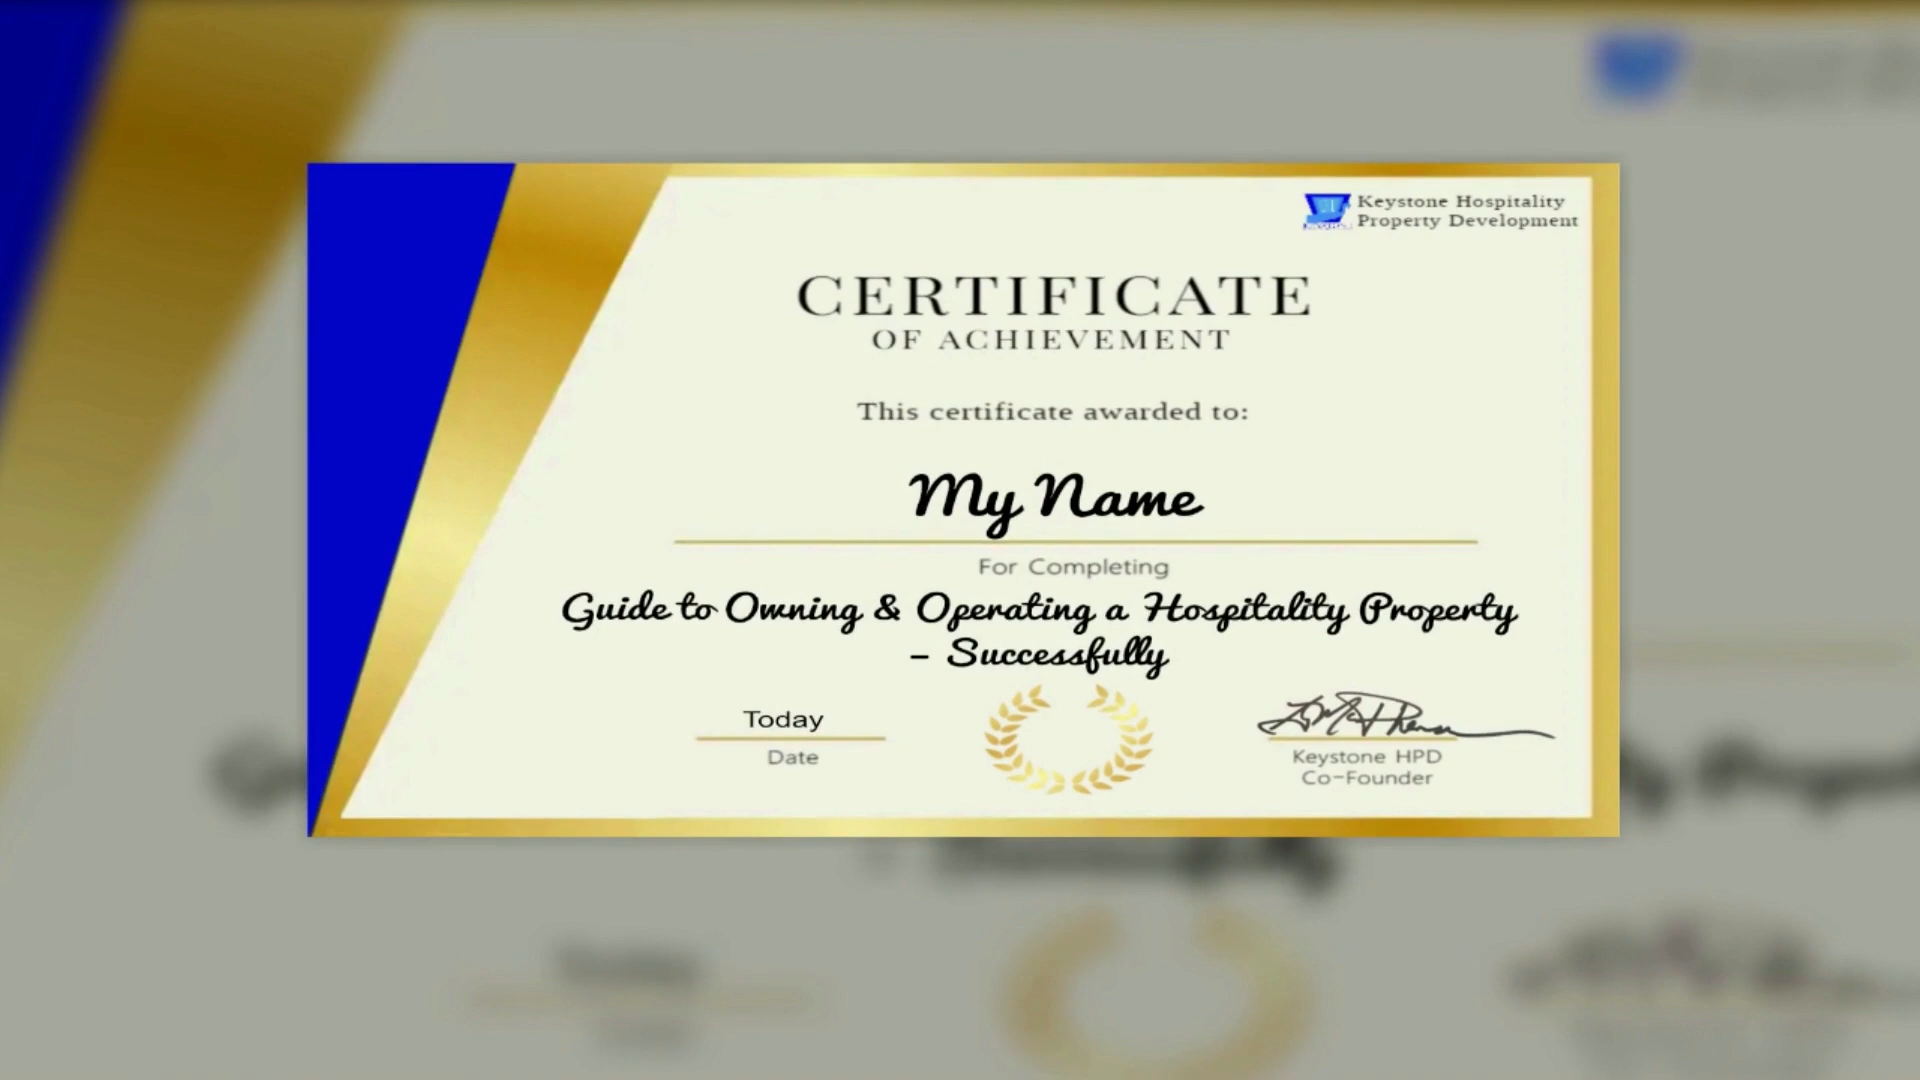 Keystone Hospitality
Property Development
CERTIFICATE
OF ACHIEVEMENT
This certificate awarded to:
My Name
For Completing
Guide to Owning & Operating a Hospitality Property
– Successfully
Today
Date
Keystone HPD
Co-Founder